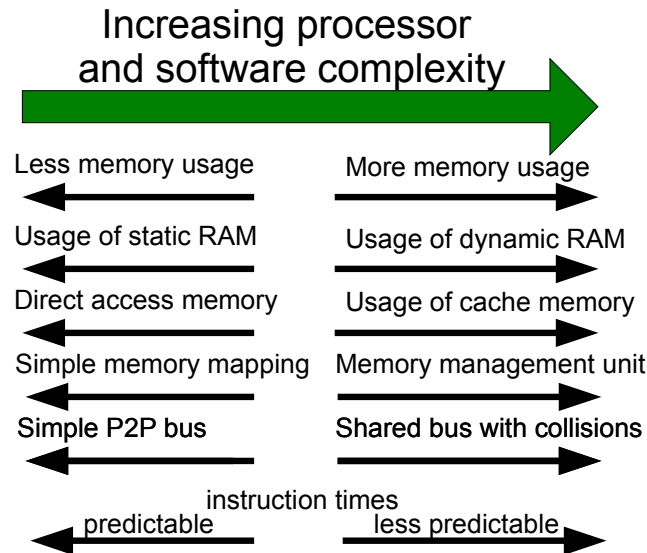 Increasing processor
and software complexity
Less memory usage
More memory usage
Usage of static RAM
Usage of dynamic RAM
Direct access memory
Usage of cache memory
Simple memory mapping
Memory management unit
Simple P2P bus
Shared bus with collisions
instruction times
predictable
less predictable